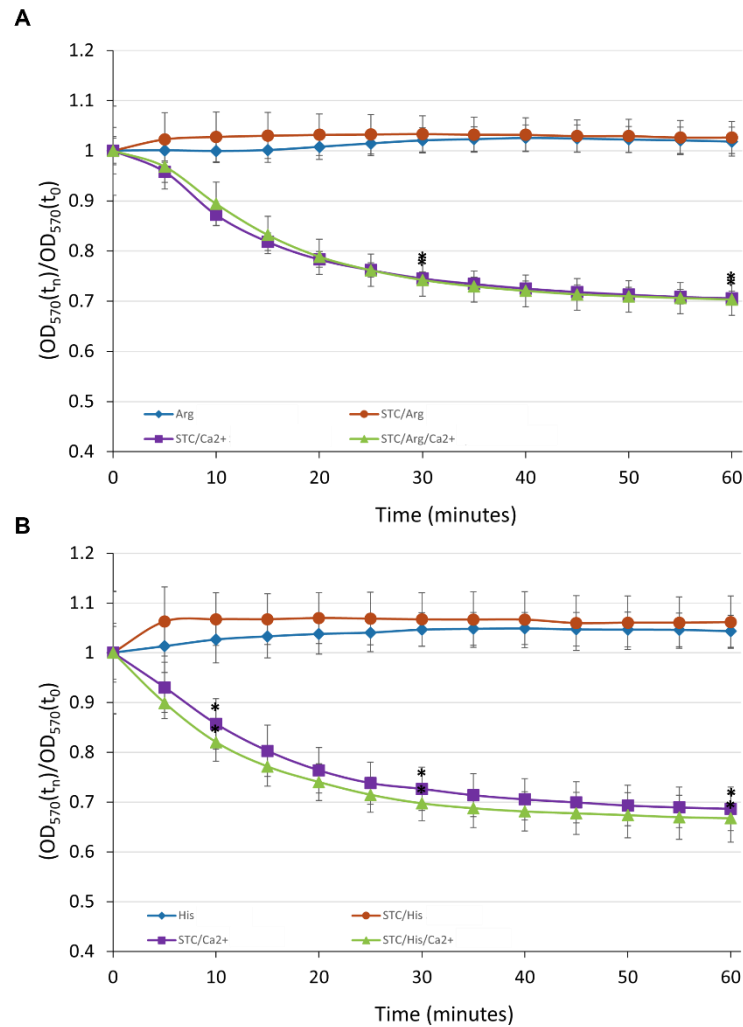 A
1.2
1.1
1
0.9
0.8
0.7
0.6
0.5
0.4
(OD570(tn)/OD570(t0)
* * * *
Arg STC/Arg
STC/Ca2+ STC/Arg/Ca2+
0 10 20 30 40 50 60
Time (minutes)
B
1.2
1.1
1
0.9
0.8
0.7
0.6
0.5
0.4
(OD570(tn)/OD570(t0)
* * * * * *
His STC/His
STC/Ca2+ STC/His/Ca2+
0 10 20 30 40 50 60
Time (minutes)